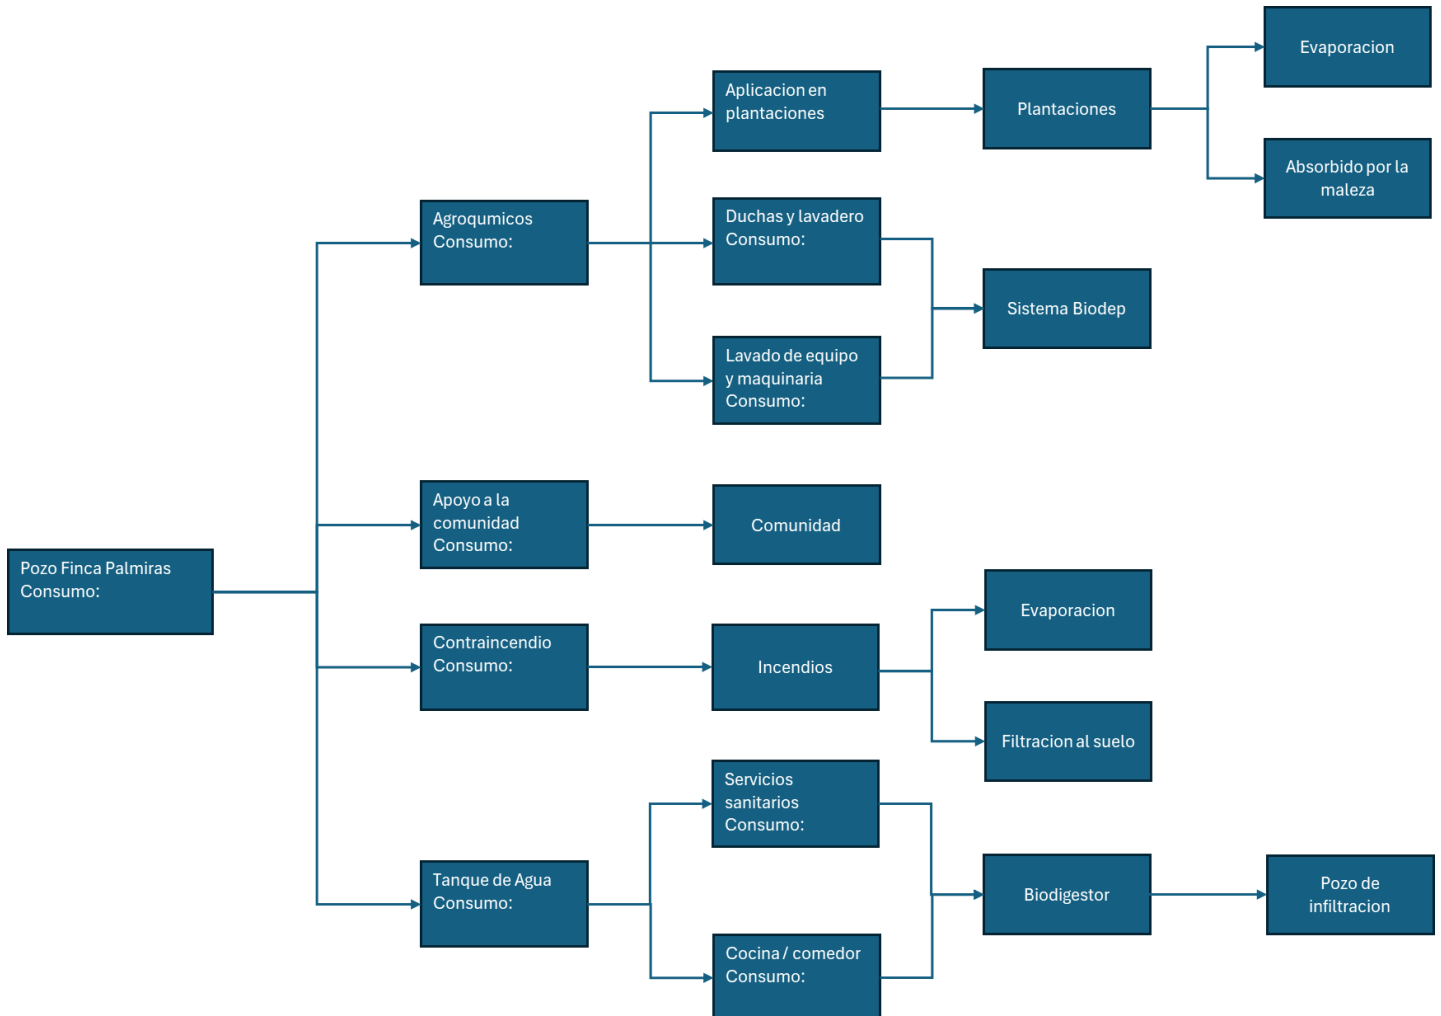 Pozo Finca Palmiras
Consumo:
Agroqumicos
Consumo:
Aplicacion en
plantaciones
Plantaciones
Evaporacion
Absorbido por la
maleza
Duchas y lavadero
Consumo:
Lavado de equipo
y maquinaria
Consumo:
Sistema Biodep
Apoyo a la
comunidad
Consumo:
Comunidad
Contraincendio
Consumo:
Incendios
Evaporacion
Filtracion al suelo
Tanque de Agua
Consumo:
Servicios
sanitarios
Consumo:
Cocina / comedor
Consumo:
Biodigestor
Pozo de
infiltracion